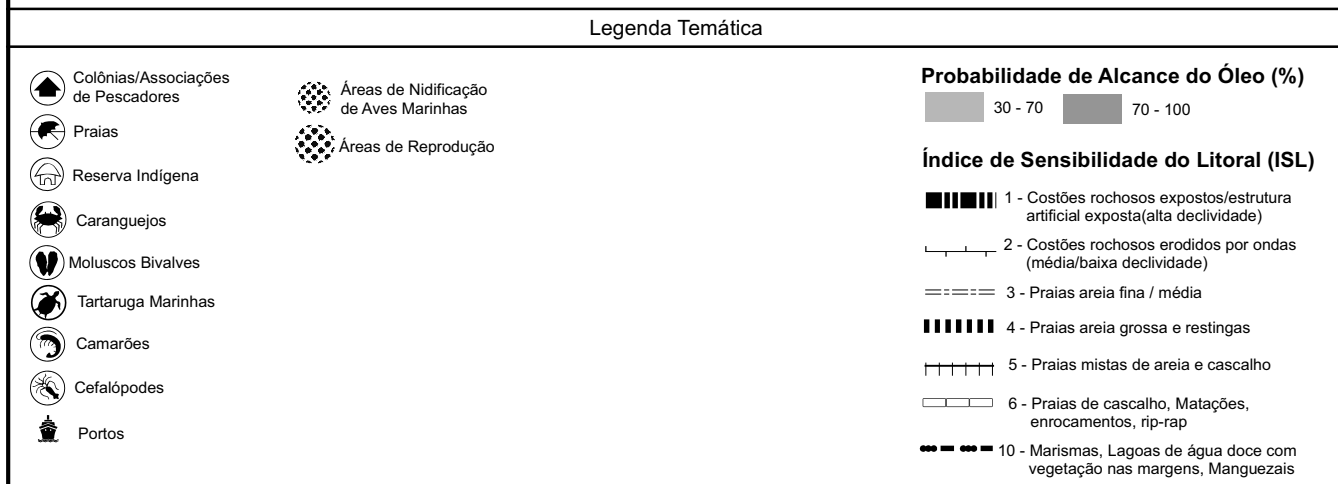 Legenda Temática
Colônias/Associações
de Pescadores
Praias
Reserva Indígena
Caranguejos
Moluscos Bivalves
Tartaruga Marinhas
Camarões
Cefalópodes
Portos
Áreas de Nidificação
de Aves Marinhas
Áreas de Reprodução
Probabilidade de Alcance do Óleo (%)
30 - 70
70 - 100
Índice de Sensibilidade do Litoral (ISL)
1 - Costões rochosos expostos/estrutura
artificial exposta(alta declividade)
2 - Costões rochosos erodidos por ondas
(média/baixa declividade)
3 - Praias areia fina / média
4 - Praias areia grossa e restingas
5 - Praias mistas de areia e cascalho
6 - Praias de cascalho, Matações,
enrocamentos, rip-rap
10 - Marismas, Lagoas de água doce com
vegetação nas margens, Manguezais